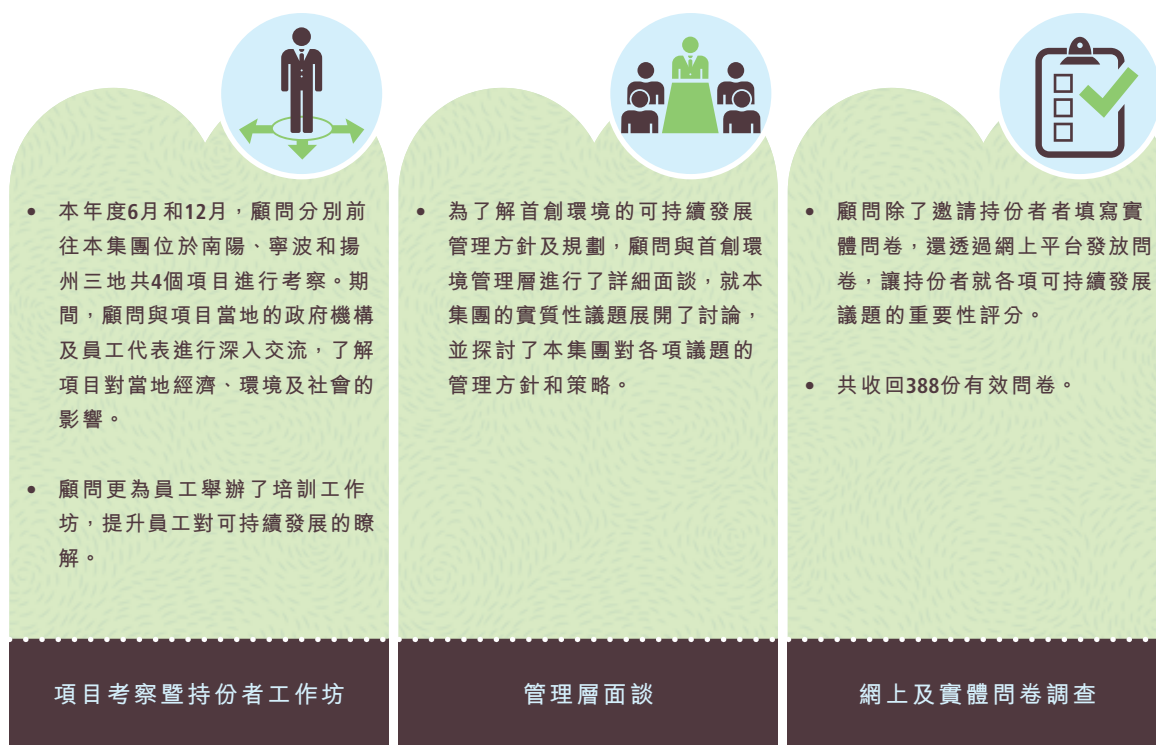 • 本年度6月和12月，顧問分別前
往本集團位於南陽、寧波和揚
州三地共4個項目進行考察。期
間，顧問與項目當地的政府機構
及員工代表進行深入交流，了解
項目對當地經濟、環境及社會的
影響。
• 顧問更為員工舉辦了培訓工作
坊，提升員工對可持續發展的瞭
解。
項目考察暨持份者工作坊
• 為了解首創環境的可持續發展
管理方針及規劃，顧問與首創環
境管理層進行了詳細面談，就本
集團的實質性議題展開了討論，
並探討了本集團對各項議題的
管理方針和策略。
管理層面談
• 顧問除了邀請持份者者填寫實
體問卷，還透過網上平台發放問
卷，讓持份者就各項可持續發展
議題的重要性評分。
• 共收回388份有效問卷。
網上及實體問卷調查